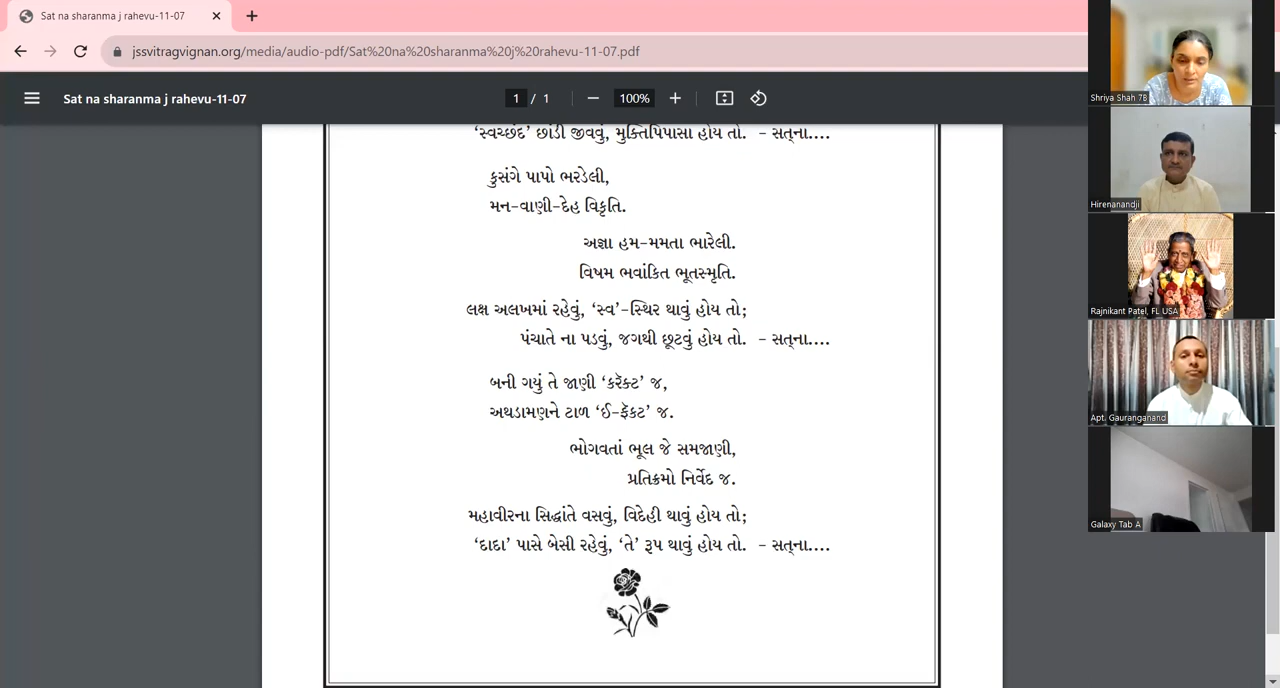 Sat na sharanma j rahevu-11-07
jssvitragvignan.org/media/audio-pdf/Sat%20na%20sharanma%20j%20rahevu-11-07.pdf
Sat na sharanma j rahevu-11-07
1 / 1
100%
‘સ્વચ્છંદ’ છાંડી જીવવું, મુક્તિપિપાસા હોય તો. – સત્‌ના....
કુસંગે પાપો ભરડેલી,
મન-વાણી-દેહ વિકૃતિ.
અજ્ઞા હમ-મમતા ભારેલી.
વિષમ ભવાંકિત ભૂતસ્મૃતિ.
લક્ષ અલખમાં રહેવું, ‘સ્વ’-સ્થિર થાવું હોય તો;
પંચાતે ના પડવું, જગથી છૂટવું હોય તો. – સત્‌ના....
બની ગયું તે જાણી ‘કરૅક્ટ’ જ,
અથડામણને ટાળ ‘ઈ-ફૅકટ’ જ.
ભોગવતાં ભૂલ જે સમજાણી,
પ્રતિક્રમો નિર્વેદ જ.
મહાવીરના સિદ્ધાંતે વસવું, વિદેહી થાવું હોય તો;
‘દાદા’ પાસે બેસી રહેવું, ‘તે’ રૂપ થાવું હોય તો. – સત્‌ના....
Shriya Shah 7B
Hirenanandji
Rajnikant Patel, FL USA
Apt. Gauranganand
Galaxy Tab A